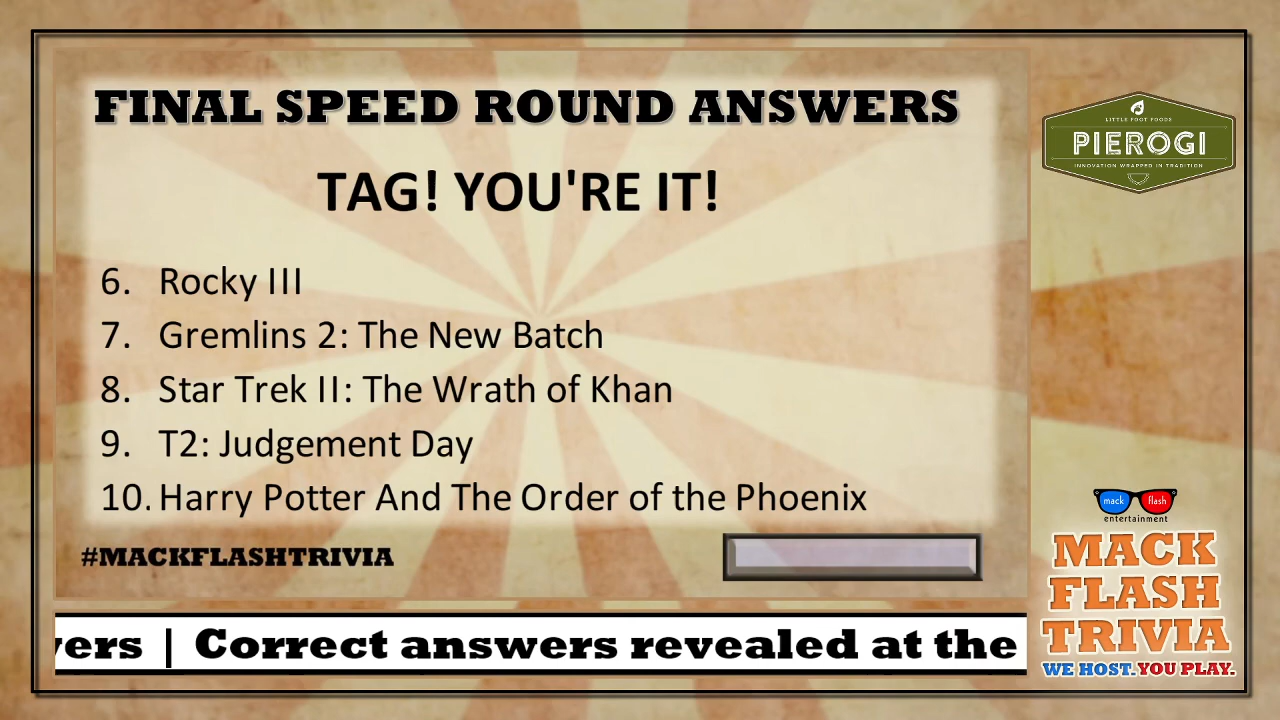 FINAL SPEED ROUND ANSWERS
TAG! YOU'RE IT!
6. Rocky III
7. Gremlins 2: The New Batch
8. Star Trek II: The Wrath of Khan
9. T2: Judgement Day
10. Harry Potter And The Order of the Phoenix
#MACKFLASHTRIVIA
vers | Correct answers revealed at the
LITTLE FOOT FOODS
PIEROGI
INNOVATION WRAPPED IN TRADITION
mack flash
entertainment
MACK
FLASH
TRIVIA
WE HOST. YOU PLAY.